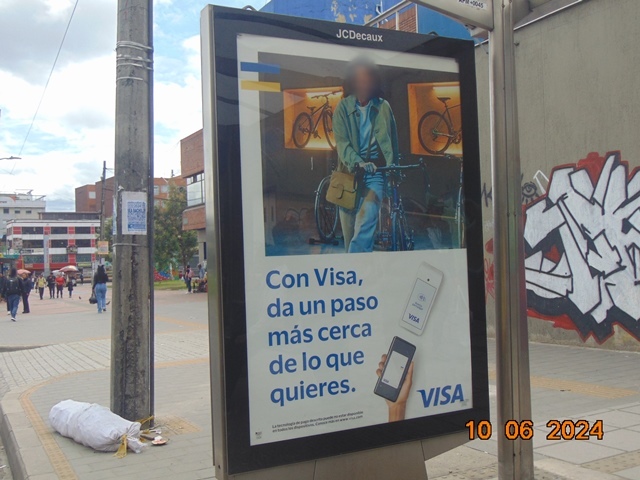 JCDecaux
Con Visa,
da un paso
más cerca
de lo que
quieres.
VISA
VISA
10 06 2024